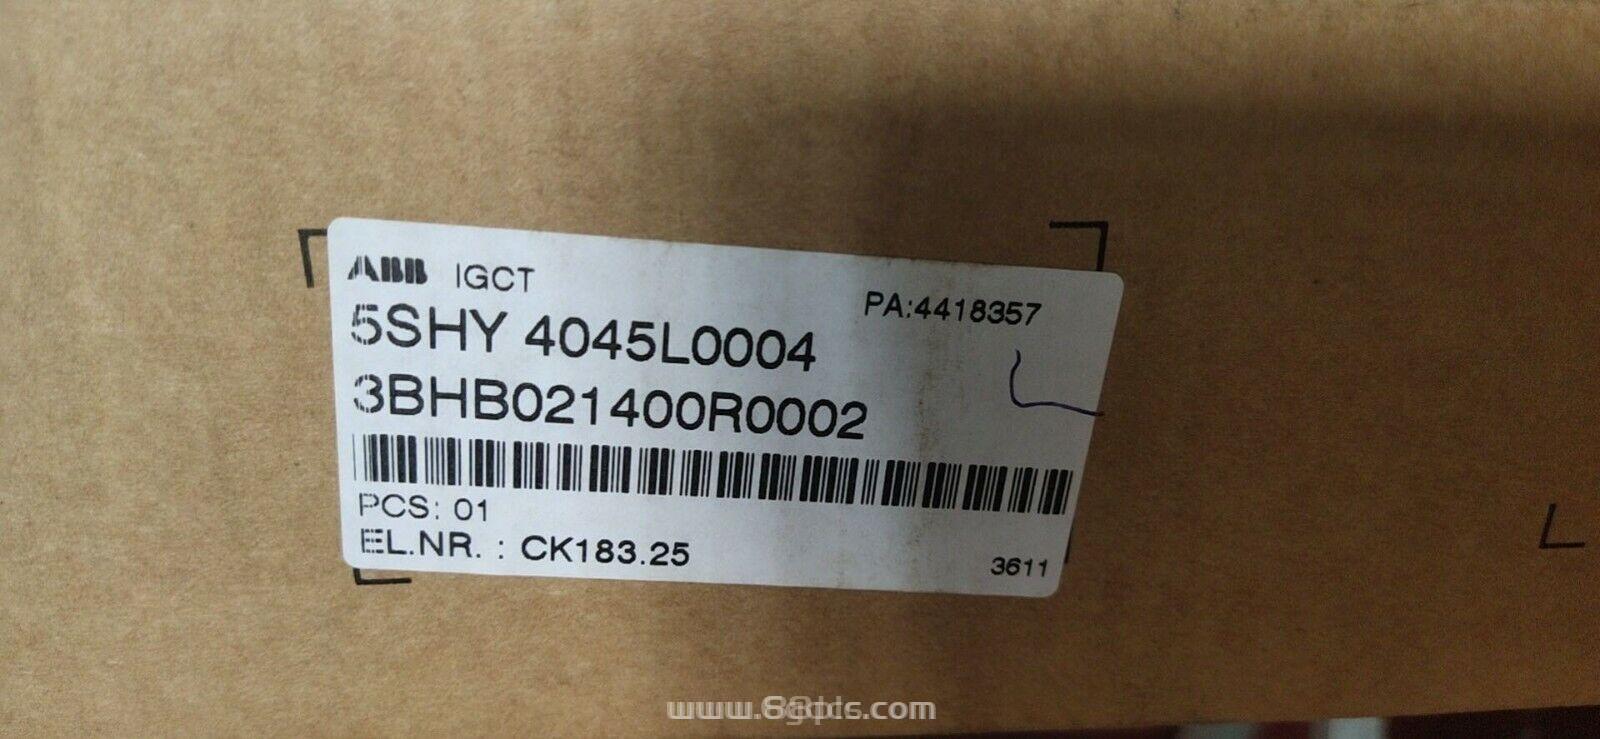 ABB IGCT
PA:4418357
5SHY 4045L0004
3BHB021400R0002
PCS: 01
EL.NR. : CK183.25
3611